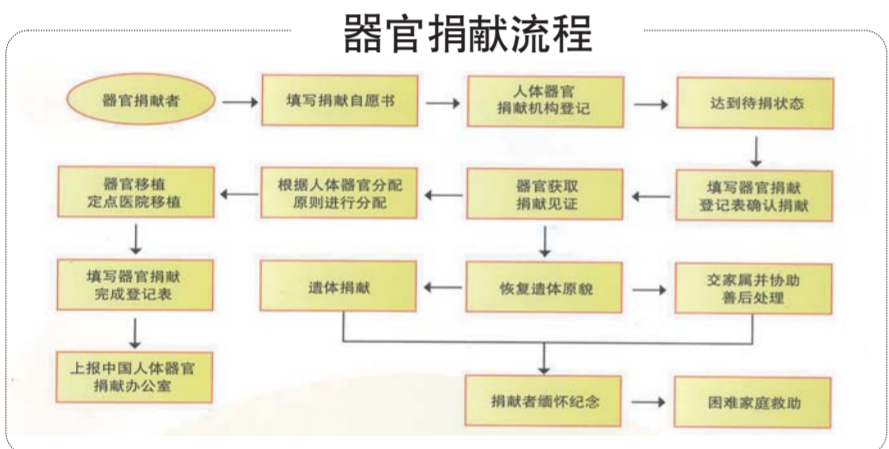 器官捐献流程
器官捐献者
填写捐献自愿书
人体器官
捐献机构登记
达到待捐状态
器官移植
定点医院移植
根据人体器官分配
原则进行分配
器官获取
捐献见证
填写器官捐献
登记表确认捐献
填写器官捐献
完成登记表
遗体捐献
恢复遗体原貌
交家属并协助
善后处理
上报中国人体器官
捐献办公室
捐献者缅怀纪念
困难家庭救助